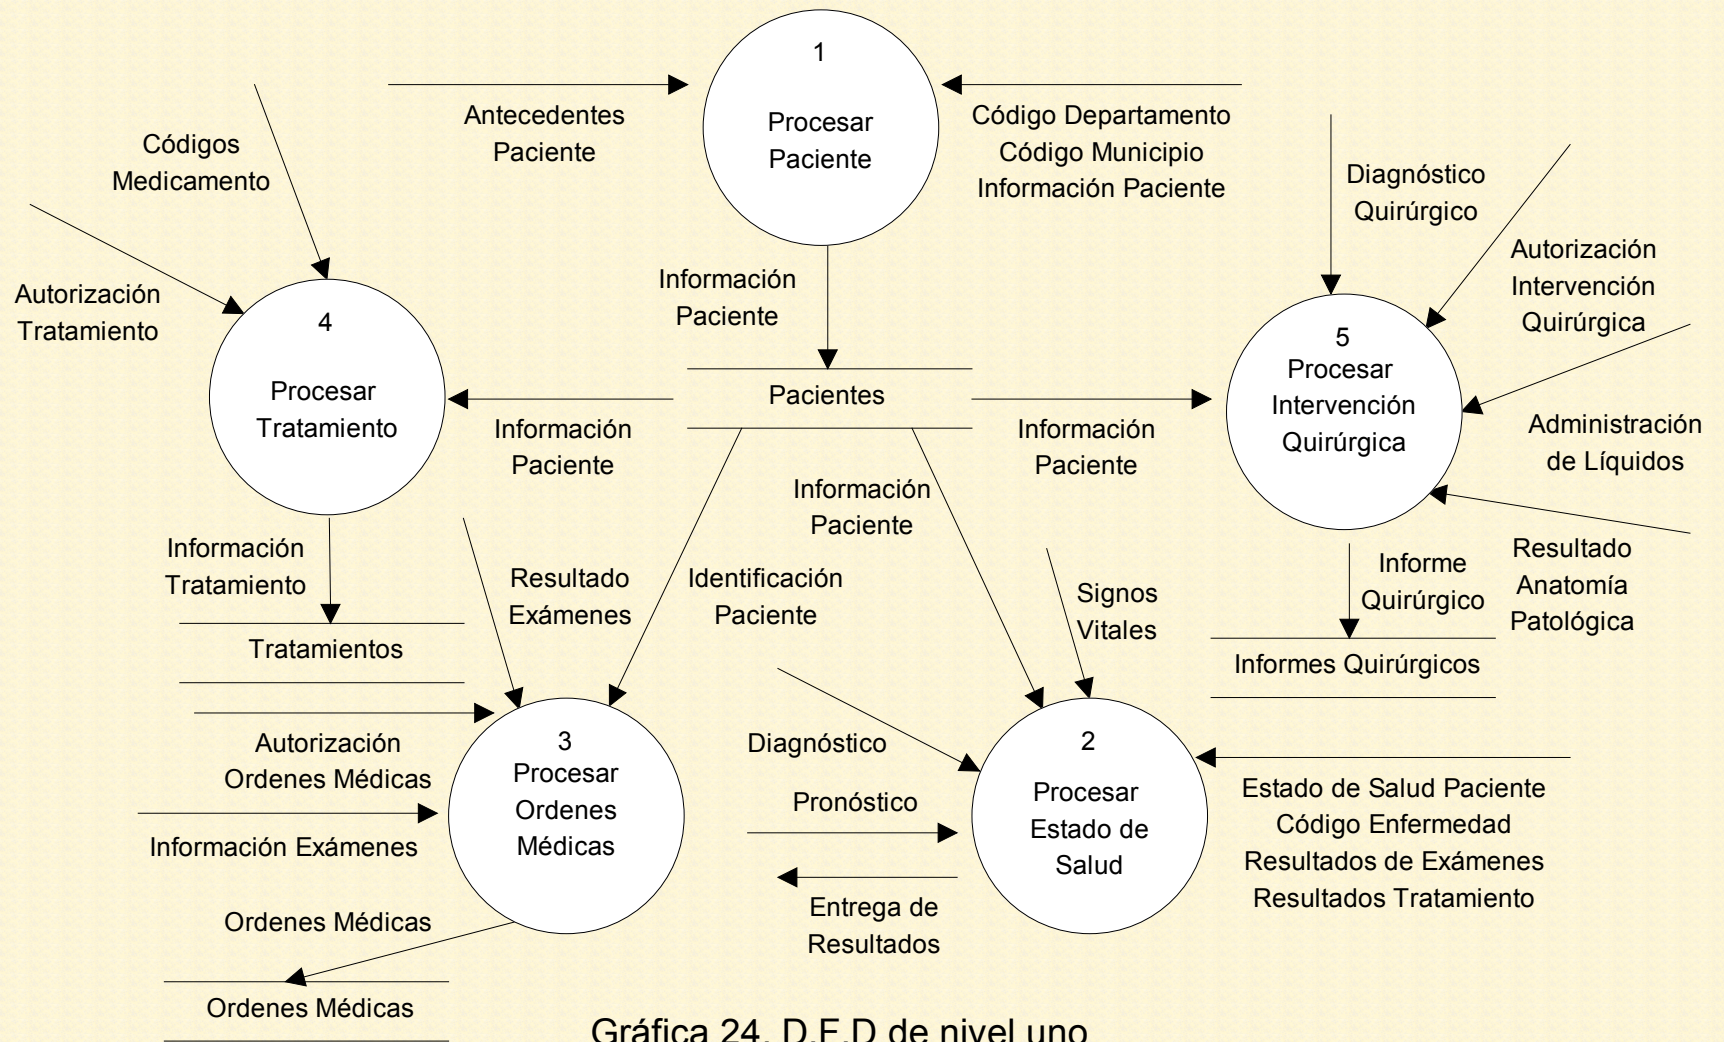 1
Procesar
Paciente
Antecedentes
Paciente
Código Departamento
Código Municipio
Información Paciente
Códigos
Medicamento
Autorización
Tratamiento
4
Procesar
Tratamiento
Información
Paciente
Pacientes
Información
Paciente
Información
Paciente
Diagnóstico
Quirúrgico
Autorización
Intervención
Quirúrgica
5
Procesar
Intervención
Quirúrgica
Administración
de Líquidos
Resultado
Anatomía
Patológica
Informe
Quirúrgico
Informes Quirúrgicos
Información
Tratamiento
Tratamientos
Resultado
Exámenes
Identificación
Paciente
Información
Paciente
Signos
Vitales
Autorización
Ordenes Médicas
Información Exámenes
3
Procesar
Ordenes
Médicas
Ordenes Médicas
Ordenes Médicas
Diagnóstico
Pronóstico
Entrega de
Resultados
2
Procesar
Estado de
Salud
Estado de Salud Paciente
Código Enfermedad
Resultados de Exámenes
Resultados Tratamiento
Gráfica 24. D.F.D de nivel uno